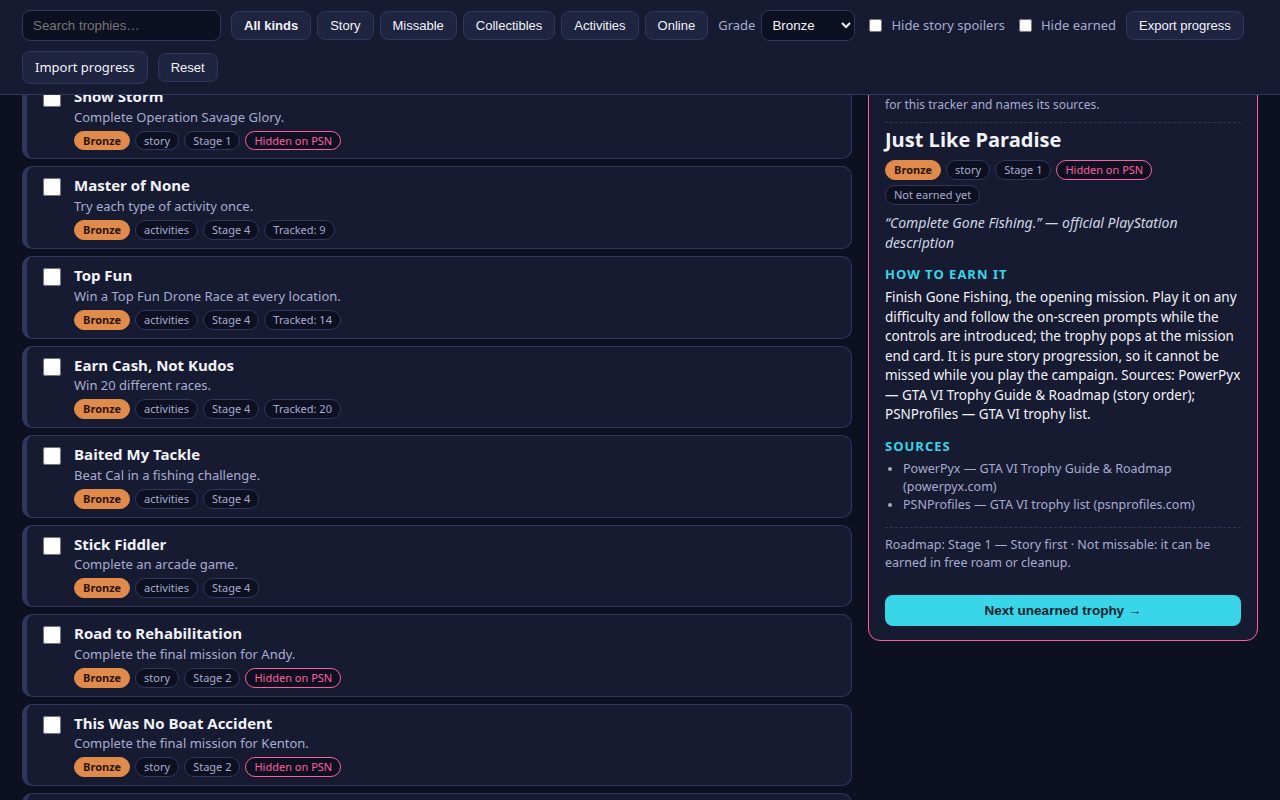 Search trophies…
All kinds
Story
Missable
Collectibles
Activities
Online
Grade
Bronze
Hide story spoilers
Hide earned
Export progress
Import progress
Reset
Snow Storm
Complete Operation Savage Glory.
Bronze story Stage 1 Hidden on PSN
Master of None
Try each type of activity once.
Bronze activities Stage 4 Tracked: 9
Top Fun
Win a Top Fun Drone Race at every location.
Bronze activities Stage 4 Tracked: 14
Earn Cash, Not Kudos
Win 20 different races.
Bronze activities Stage 4 Tracked: 20
Baited My Tackle
Beat Cal in a fishing challenge.
Bronze activities Stage 4
Stick Fiddler
Complete an arcade game.
Bronze activities Stage 4
Road to Rehabilitation
Complete the final mission for Andy.
Bronze story Stage 2 Hidden on PSN
This Was No Boat Accident
Complete the final mission for Kenton.
Bronze story Stage 2 Hidden on PSN
for this tracker and names its sources.
Just Like Paradise
Bronze story Stage 1 Hidden on PSN
Not earned yet
“Complete Gone Fishing.” — official PlayStation
description
HOW TO EARN IT
Finish Gone Fishing, the opening mission. Play it on any
difficulty and follow the on-screen prompts while the
controls are introduced; the trophy pops at the mission
end card. It is pure story progression, so it cannot be
missed while you play the campaign. Sources: PowerPyx
— GTA VI Trophy Guide & Roadmap (story order);
PSNProfiles — GTA VI trophy list.
SOURCES
• PowerPyx — GTA VI Trophy Guide & Roadmap
(powerpyx.com)
• PSNProfiles — GTA VI trophy list (psnprofiles.com)
Roadmap: Stage 1 — Story first · Not missable: it can be
earned in free roam or cleanup.
Next unearned trophy →